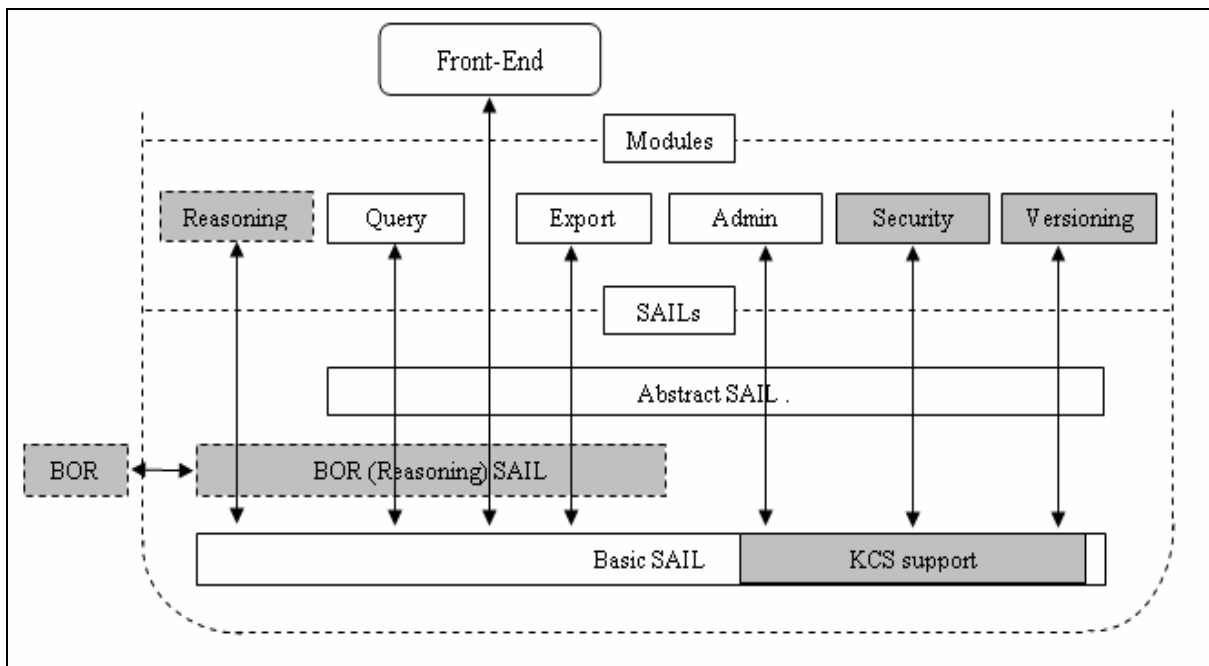 Front-End
Modules
Reasoning
Query
Export
Admin
Security
Versioning
SAILs
Abstract SAIL .
BOR
BOR (Reasoning) SAIL
Basic SAIL
KCS support